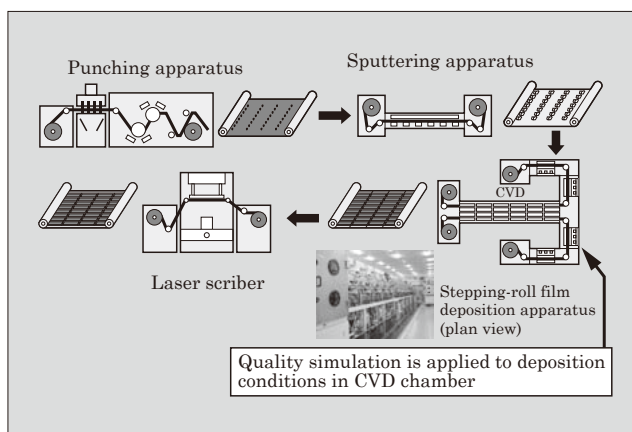 Punching apparatus
Sputtering apparatus
CVD
Laser scriber
Stepping-roll film
deposition apparatus
(plan view)
Quality simulation is applied to deposition
conditions in CVD chamber